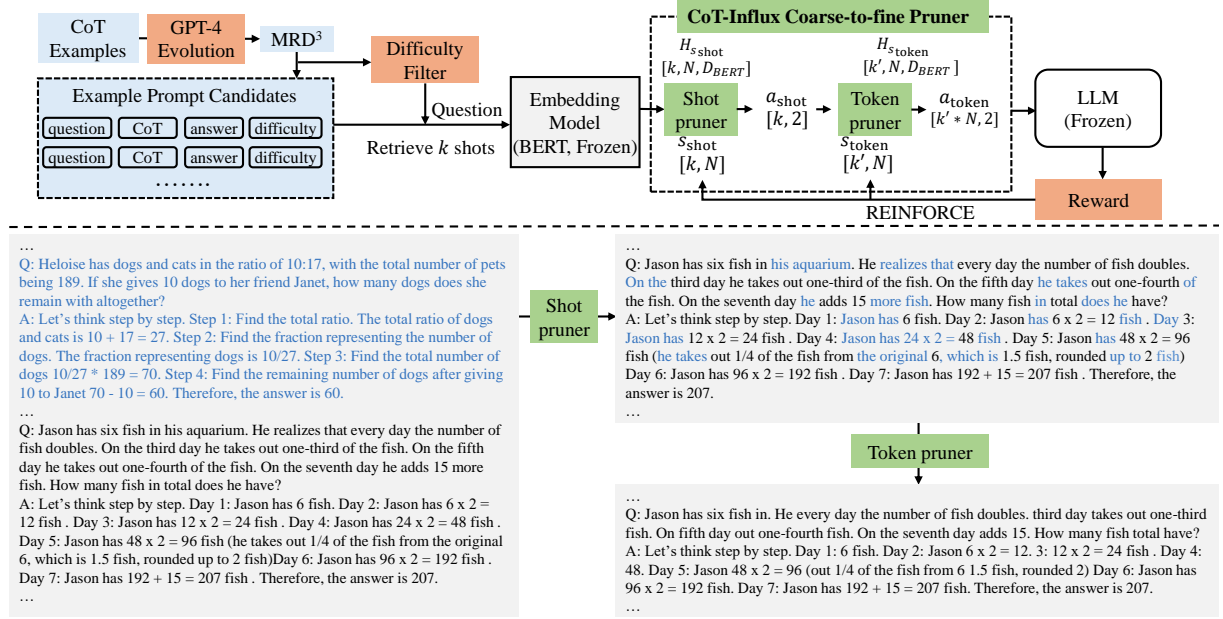 CoT
Examples
GPT-4
Evolution
MRD³
Difficulty
Filter
Example Prompt Candidates
question CoT answer difficulty
question CoT answer difficulty
.......
Question
Retrieve k shots
Embedding
Model
(BERT, Frozen)
CoT-Influx Coarse-to-fine Pruner
H_{s_shot}
[k, N, D_{BERT}]
Shot
pruner
s_shot
[k, N]
a_shot
[k, 2]
H_{s_token}
[k′, N, D_{BERT}]
Token
pruner
s_token
[k′, N]
a_token
[k′ * N, 2]
LLM
(Frozen)
Reward
REINFORCE
...
Q: Heloise has dogs and cats in the ratio of 10:17, with the total number of pets
being 189. If she gives 10 dogs to her friend Janet, how many dogs does she
remain with altogether?
A: Let's think step by step. Step 1: Find the total ratio. The total ratio of dogs
and cats is 10 + 17 = 27. Step 2: Find the fraction representing the number of
dogs. The fraction representing dogs is 10/27. Step 3: Find the total number of
dogs 10/27 * 189 = 70. Step 4: Find the remaining number of dogs after giving
10 to Janet 70 - 10 = 60. Therefore, the answer is 60.
...
Q: Jason has six fish in his aquarium. He realizes that every day the number of
fish doubles. On the third day he takes out one-third of the fish. On the fifth
day he takes out one-fourth of the fish. On the seventh day he adds 15 more
fish. How many fish in total does he have?
A: Let's think step by step. Day 1: Jason has 6 fish. Day 2: Jason has 6 x 2 =
12 fish . Day 3: Jason has 12 x 2 = 24 fish . Day 4: Jason has 24 x 2 = 48 fish .
Day 5: Jason has 48 x 2 = 96 fish (he takes out 1/4 of the fish from the original
6, which is 1.5 fish, rounded up to 2 fish)Day 6: Jason has 96 x 2 = 192 fish .
Day 7: Jason has 192 + 15 = 207 fish . Therefore, the answer is 207.
...
Shot
pruner
...
Q: Jason has six fish in his aquarium. He realizes that every day the number of fish doubles.
On the third day he takes out one-third of the fish. On the fifth day he takes out one-fourth of
the fish. On the seventh day he adds 15 more fish. How many fish in total does he have?
A: Let's think step by step. Day 1: Jason has 6 fish. Day 2: Jason has 6 x 2 = 12 fish . Day 3:
Jason has 12 x 2 = 24 fish . Day 4: Jason has 24 x 2 = 48 fish . Day 5: Jason has 48 x 2 = 96
fish (he takes out 1/4 of the fish from the original 6, which is 1.5 fish, rounded up to 2 fish)
Day 6: Jason has 96 x 2 = 192 fish . Day 7: Jason has 192 + 15 = 207 fish . Therefore, the
answer is 207.
...
Token pruner
...
Q: Jason has six fish in. He every day the number of fish doubles. third day takes out one-third
fish. On fifth day out one-fourth fish. On the seventh day adds 15. How many fish total have?
A: Let's think step by step. Day 1: 6 fish. Day 2: Jason 6 x 2 = 12. 3: 12 x 2 = 24 fish . Day 4:
48. Day 5: Jason 48 x 2 = 96 (out 1/4 of the fish from 6 1.5 fish, rounded 2) Day 6: Jason has
96 x 2 = 192 fish. Day 7: Jason has 192 + 15 = 207 fish. Therefore, the answer is 207.
...